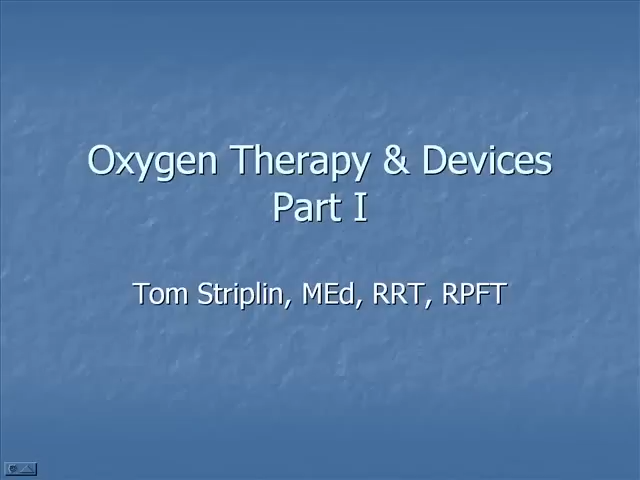 Oxygen Therapy & Devices
Part I
Tom Striplin, MEd, RRT, RPFT